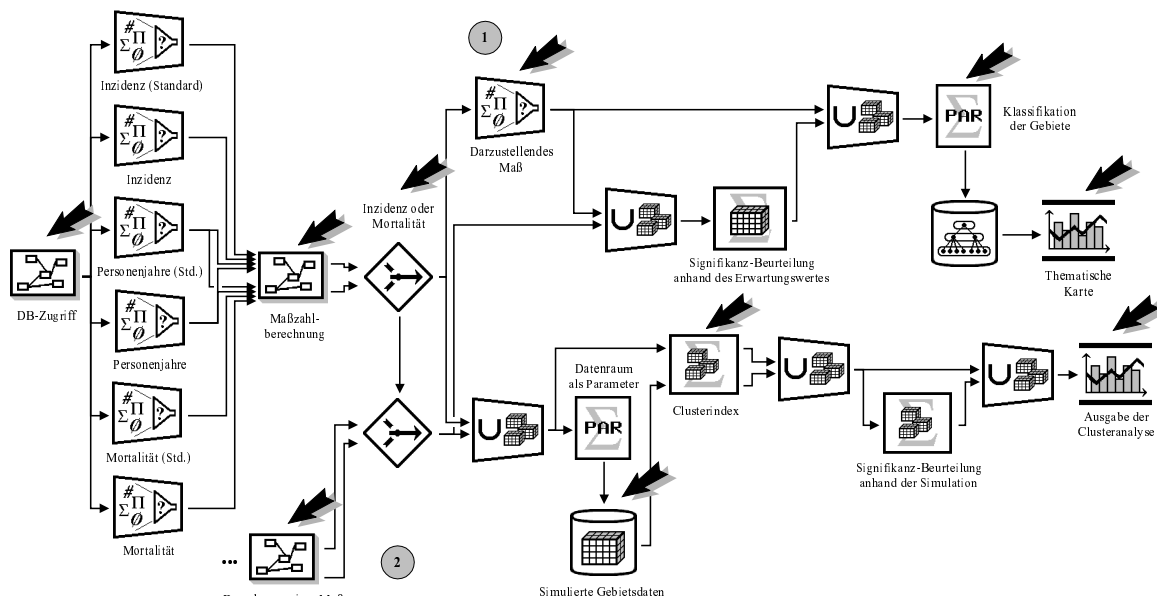 1
Inzidenz (Standard)
Inzidenz
Personenjahre (Std.)
Personenjahre
Mortalität (Std.)
Mortalität
DB-Zugriff
Maßzahl-
berechnung
Inzidenz oder
Mortalität
Darzustellendes
Maß
Signifikanz-Beurteilung
anhand des Erwartungswertes
PAR
Klassifikation
der Gebiete
Thematische
Karte
Datenraum
als Parameter
PAR
Clusterindex
Signifikanz-Beurteilung
anhand der Simulation
Ausgabe der
Clusteranalyse
Simulierte Gebietsdaten
...
2